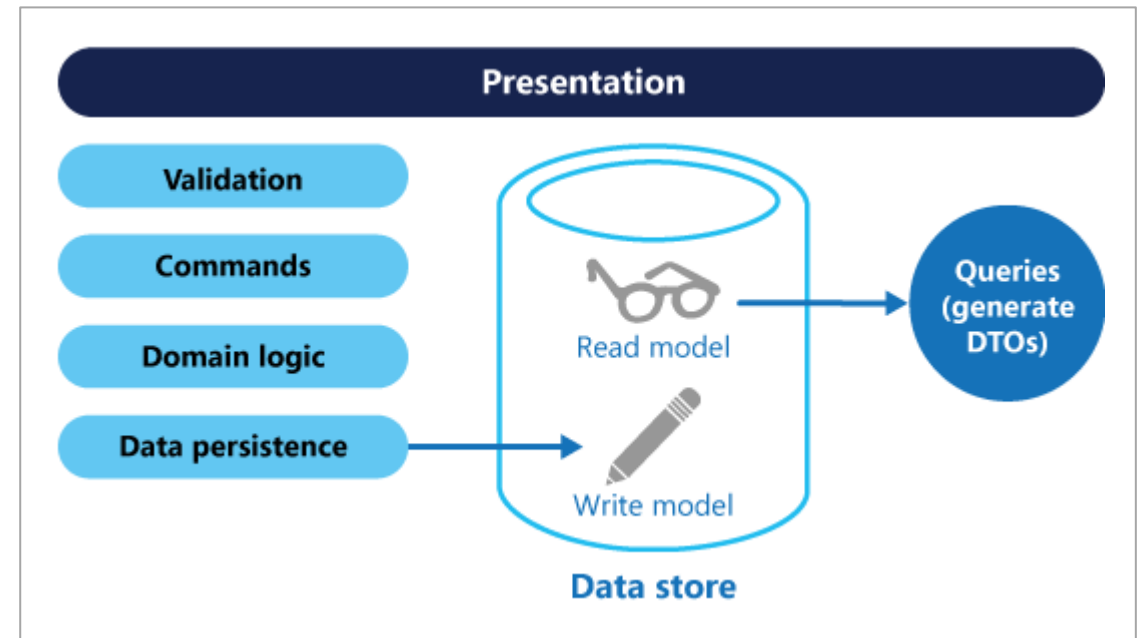 Presentation
Validation
Commands
Domain logic
Data persistence
Read model
Write model
Data store
Queries
(generate
DTOs)